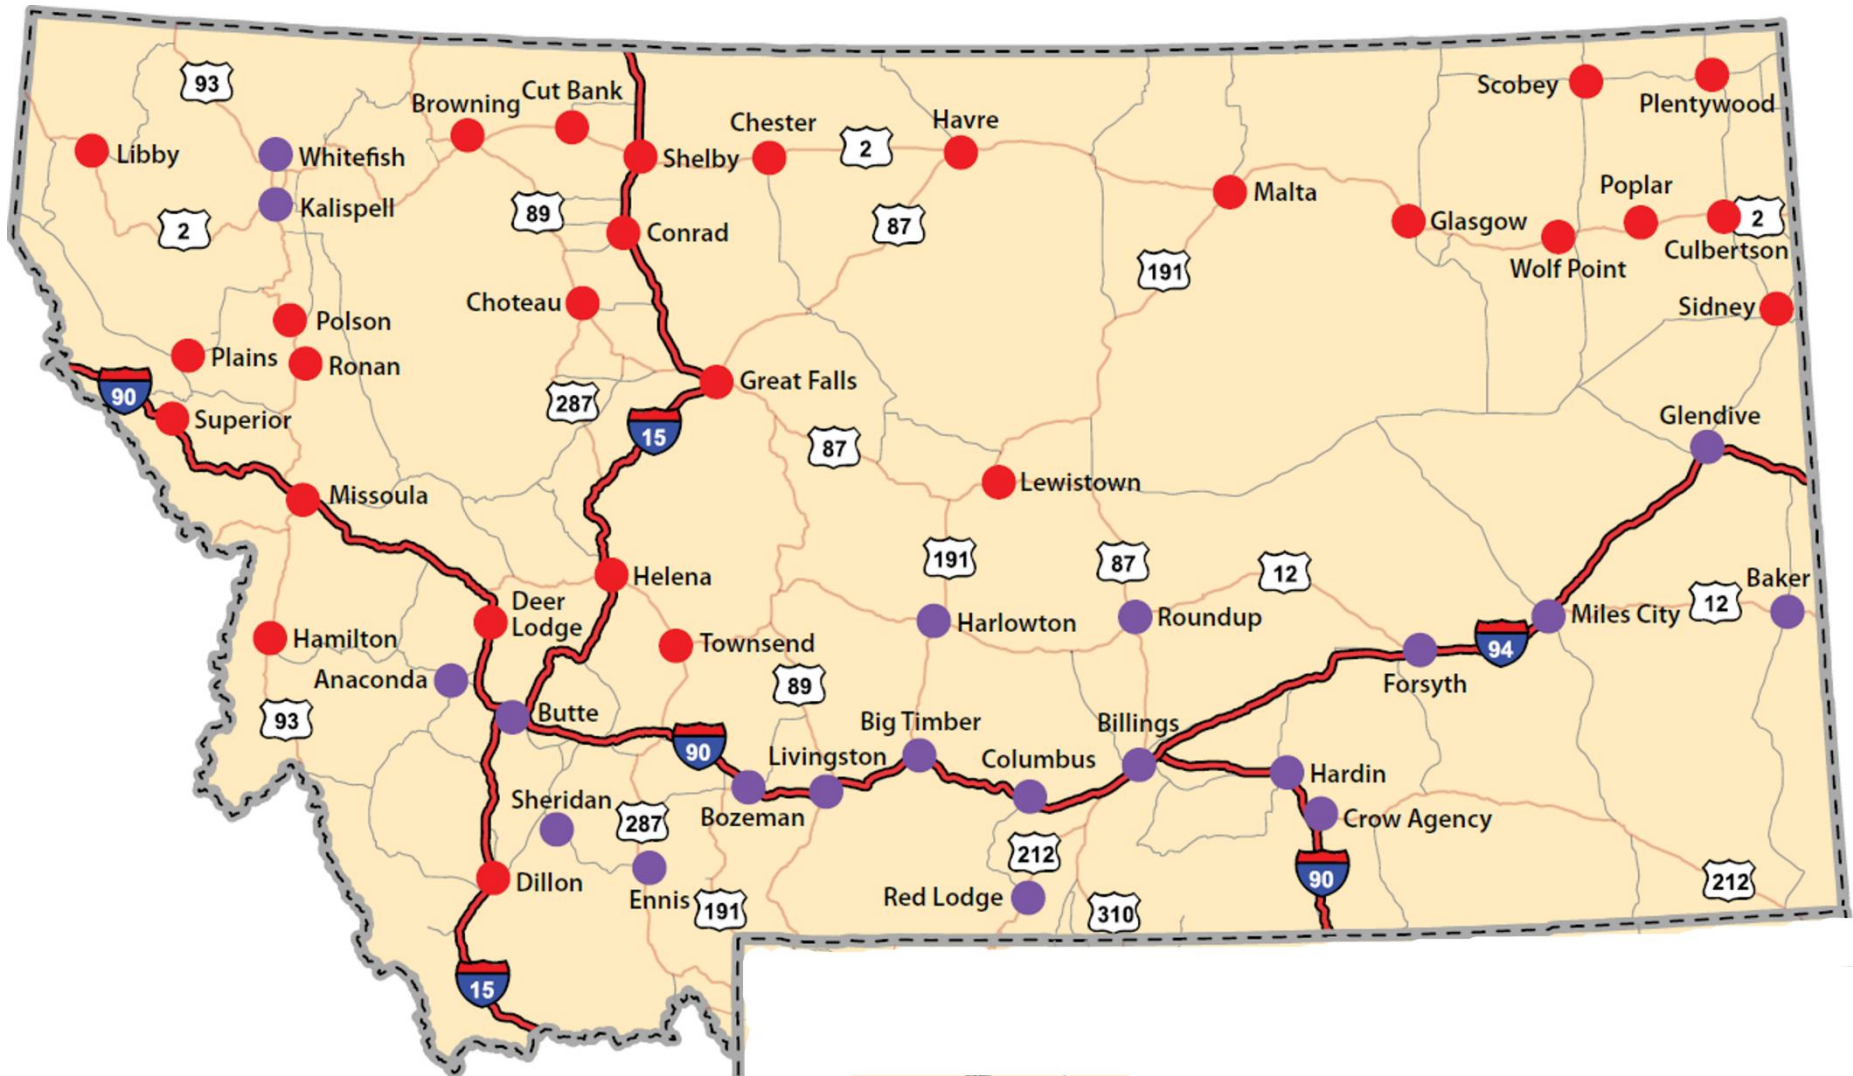 93
Cut Bank
Browning
Scobey
Plentywood
Chester
Havre
2
Libby
Whitefish
Shelby
Malta
Poplar
Kalispell
89
87
Glasgow
2
2
Conrad
Culbertson
Wolf Point
191
Choteau
Sidney
Polson
Plains
Ronan
90
Great Falls
287
Superior
15
87
Glendive
Lewistown
Missoula
191
87
12
Helena
Baker
Deer
Lodge
12
Harlowton
Roundup
Miles City
Hamilton
Townsend
94
Anaconda
89
Forsyth
93
Butte
Big Timber
Billings
90
Livingston
Columbus
Hardin
Sheridan
287
Bozeman
Crow Agency
212
90
Dillon
212
Ennis
191
Red Lodge
310
15